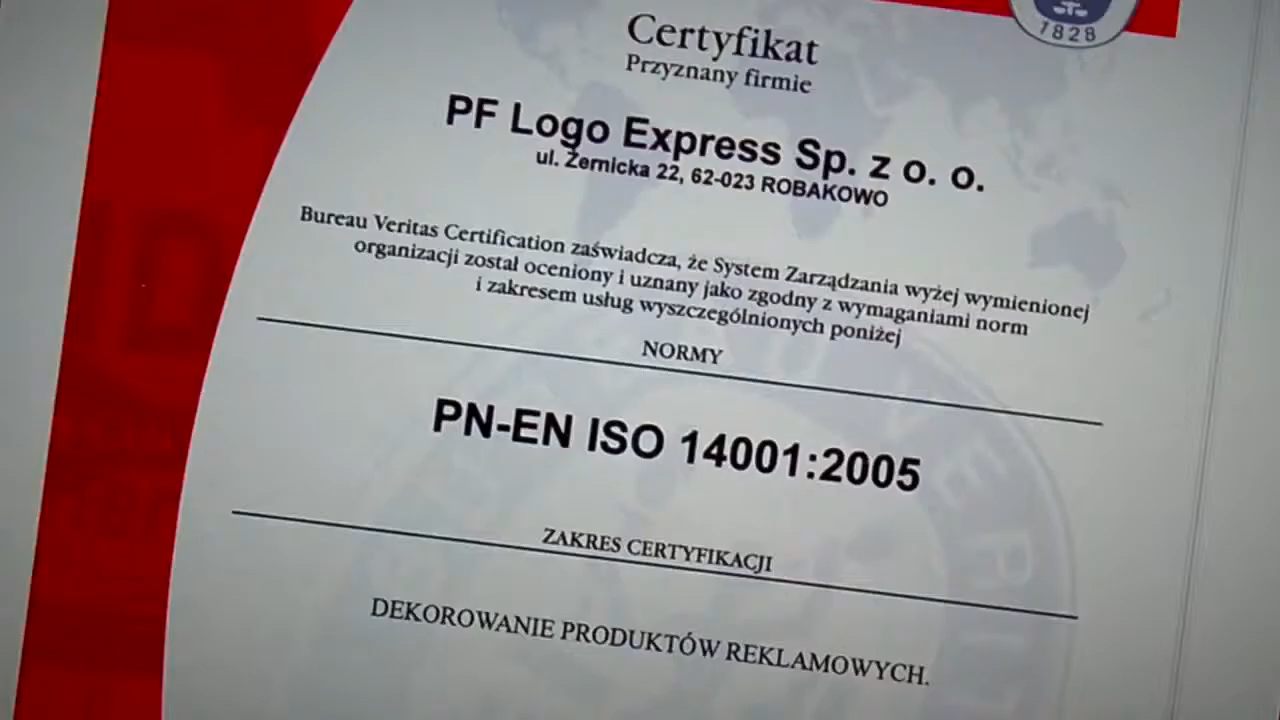 1828
Certyfikat
Przyznany firmie
PF Logo Express Sp. z o. o.
ul. Żernicka 22, 62-023 ROBAKOWO
Bureau Veritas Certification zaświadcza, że System Zarządzania wyżej wymienionej
organizacji został oceniony i uznany jako zgodny z wymaganiami norm
i zakresem usług wyszczególnionych poniżej
NORMY
PN-EN ISO 14001:2005
ZAKRES CERTYFIKACJI
DEKOROWANIE PRODUKTÓW REKLAMOWYCH.